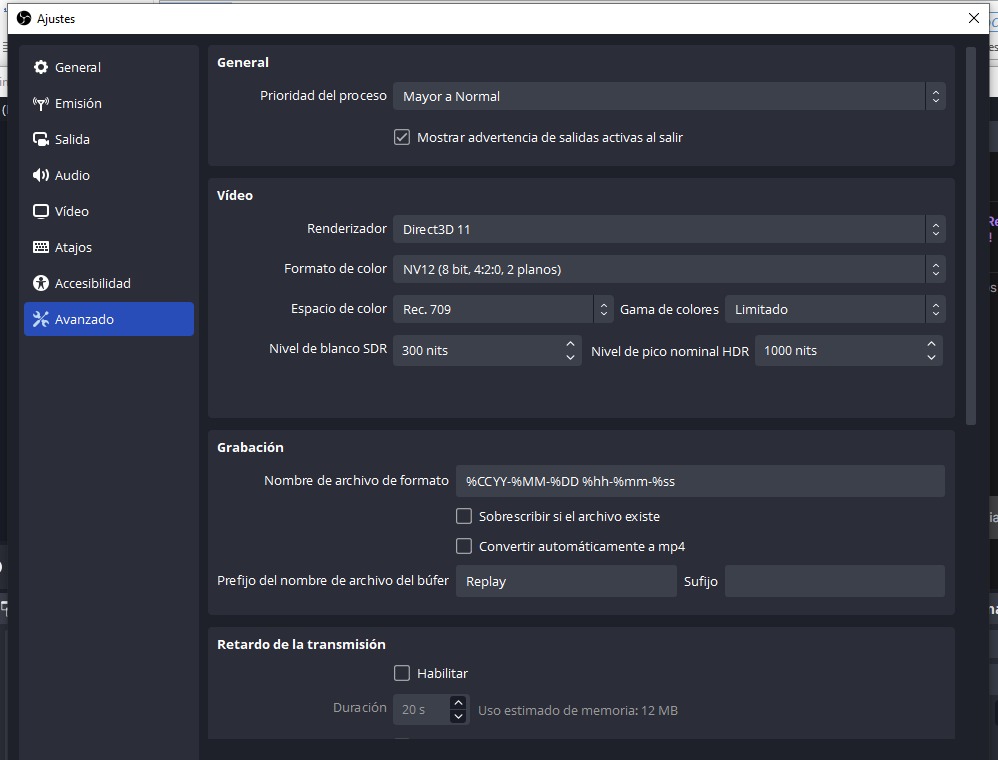 Ajustes
General
Emisión
Salida
Audio
Vídeo
Atajos
Accesibilidad
Avanzado
General
Prioridad del proceso Mayor a Normal
Mostrar advertencia de salidas activas al salir
Vídeo
Renderizador Direct3D 11
Formato de color NV12 (8 bit, 4:2:0, 2 planos)
Espacio de color Rec. 709 Gama de colores Limitado
Nivel de blanco SDR 300 nits Nivel de pico nominal HDR 1000 nits
Grabación
Nombre de archivo de formato %CCYY-%MM-%DD %hh-%mm-%ss
Sobrescribir si el archivo existe
Convertir automáticamente a mp4
Prefijo del nombre de archivo del búfer Replay Sufijo
Retardo de la transmisión
Habilitar
Duración 20 s Uso estimado de memoria: 12 MB